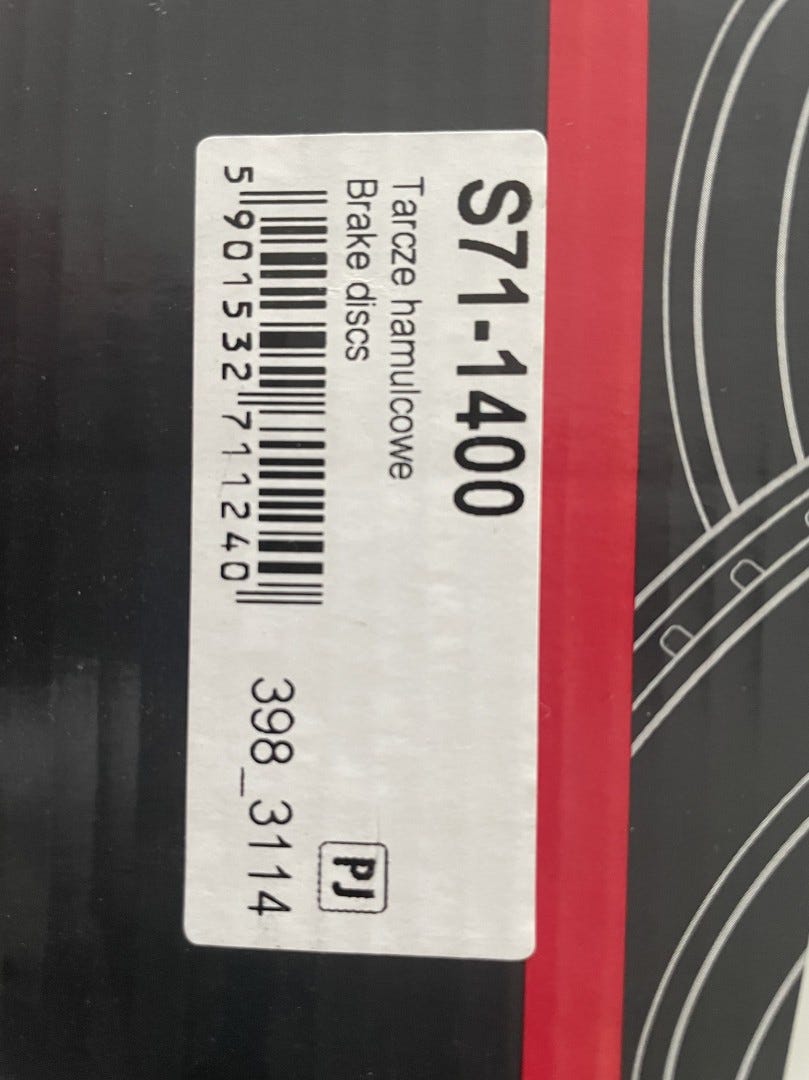 S71-1400
Tarcze hamulcowe
Brake discs
5 901532 711240
398_3114
PJ